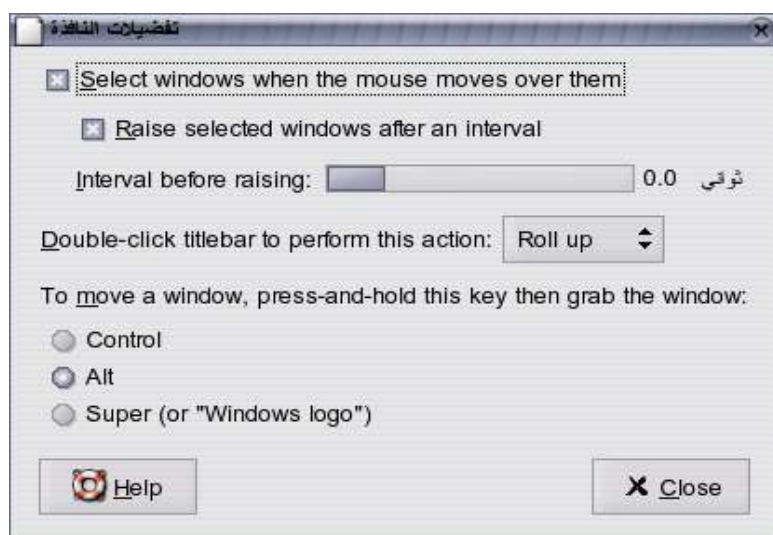 تفضيلات النافذة
Select windows when the mouse moves over them
Raise selected windows after an interval
Interval before raising: 0.0 ثوانى
Double-click titlebar to perform this action: Roll up
To move a window, press-and-hold this key then grab the window:
Control
Alt
Super (or "Windows logo")
Help
Close